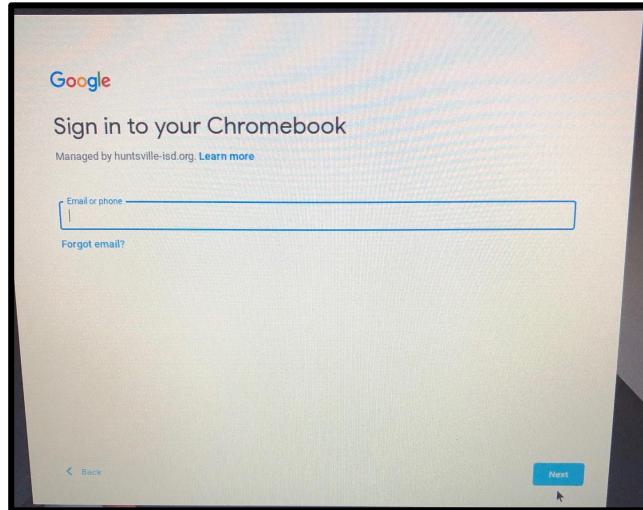 Google
Sign in to your Chromebook
Managed by huntsville-isd.org. Learn more
Email or phone
Forgot email?
Back
Next